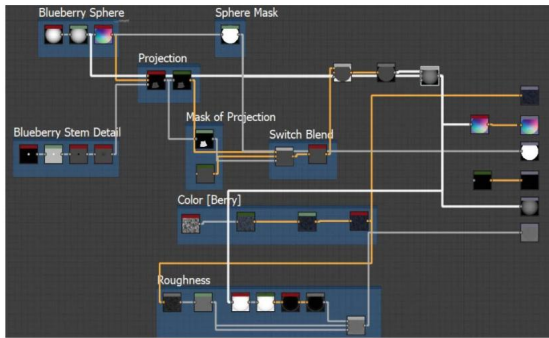 Blueberry Sphere
Sphere Mask
Projection
Mask of Projection
Blueberry Stem Detail
Switch Blend
Color [Berry]
Roughness